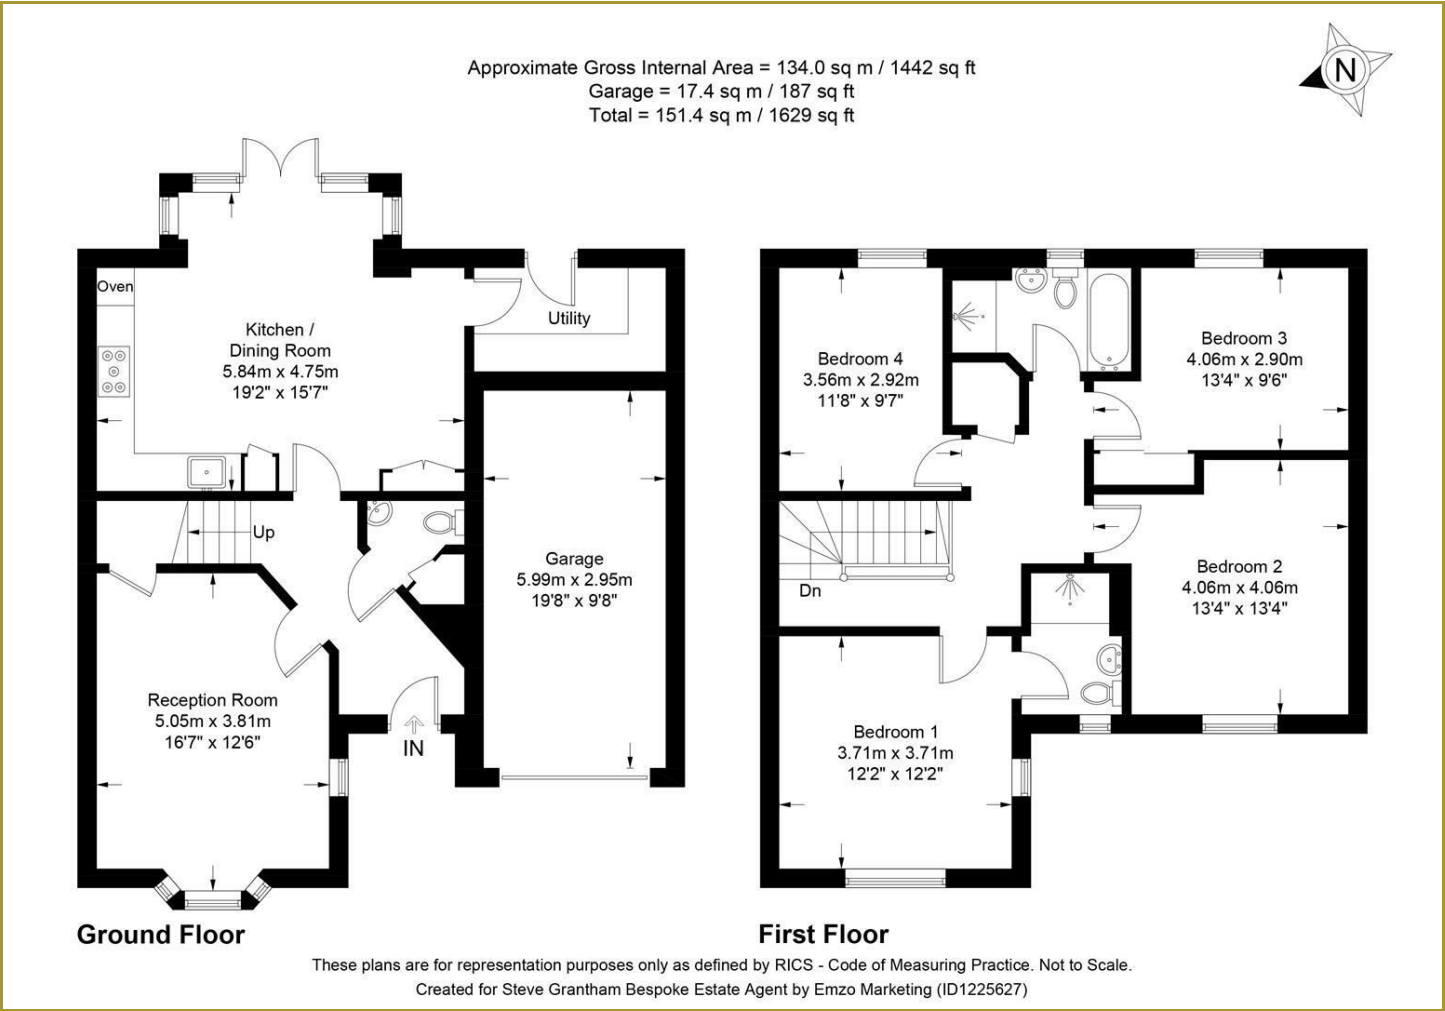 Approximate Gross Internal Area = 134.0 sq m / 1442 sq ft
Garage = 17.4 sq m / 187 sq ft
Total = 151.4 sq m / 1629 sq ft
N
Oven
Kitchen /
Dining Room
5.84m x 4.75m
19'2" x 15'7"
Utility
Up
Garage
5.99m x 2.95m
19'8" x 9'8"
Reception Room
5.05m x 3.81m
16'7" x 12'6"
IN
Ground Floor
Bedroom 4
3.56m x 2.92m
11'8" x 9'7"
Bedroom 3
4.06m x 2.90m
13'4" x 9'6"
Dn
Bedroom 2
4.06m x 4.06m
13'4" x 13'4"
Bedroom 1
3.71m x 3.71m
12'2" x 12'2"
First Floor
These plans are for representation purposes only as defined by RICS - Code of Measuring Practice. Not to Scale.
Created for Steve Grantham Bespoke Estate Agent by Emzo Marketing (ID1225627)